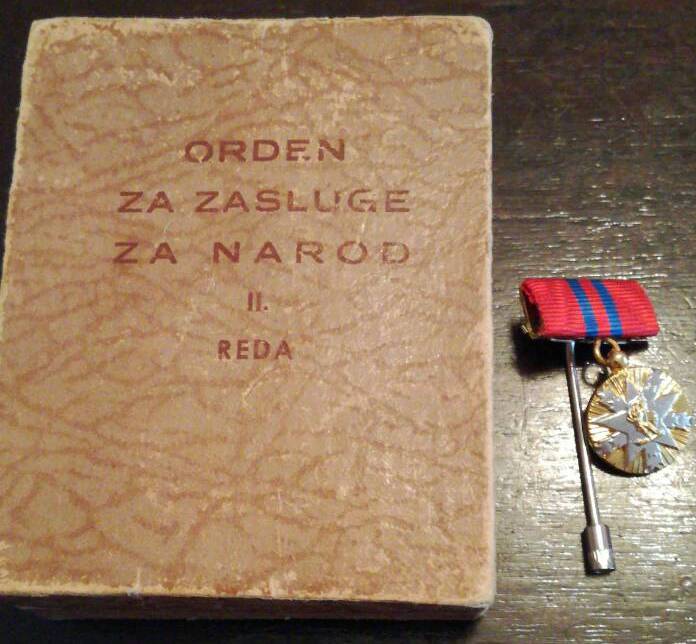 ORDEN
ZA ZASLUGE
ZA NAROD
II.
REDA